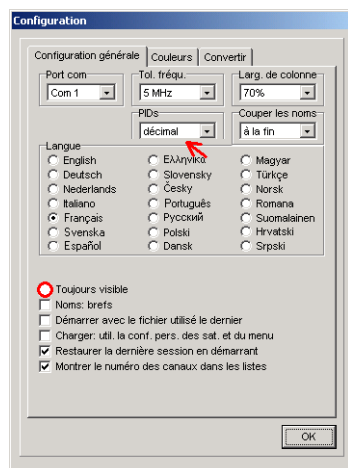 Configuration
Configuration générale Couleurs Convertir
Port com Tol. fréqu. Larg. de colonne
Com 1 5 MHz 70%
PIDs Couper les noms
décimal à la fin
Langue
English Ελληνικα Magyar
Deutsch Slovensky Türkçe
Nederlands Česky Norsk
Italiano Português Romana
Français Русский Suomalainen
Svenska Polski Hrvatski
Español Dansk Srpski
Toujours visible
Noms: brefs
Démarrer avec le fichier utilisé le dernier
Charger: util. la conf. pers. des sat. et du menu
Restaurer la dernière session en démarrant
Montrer le numéro des canaux dans les listes
OK